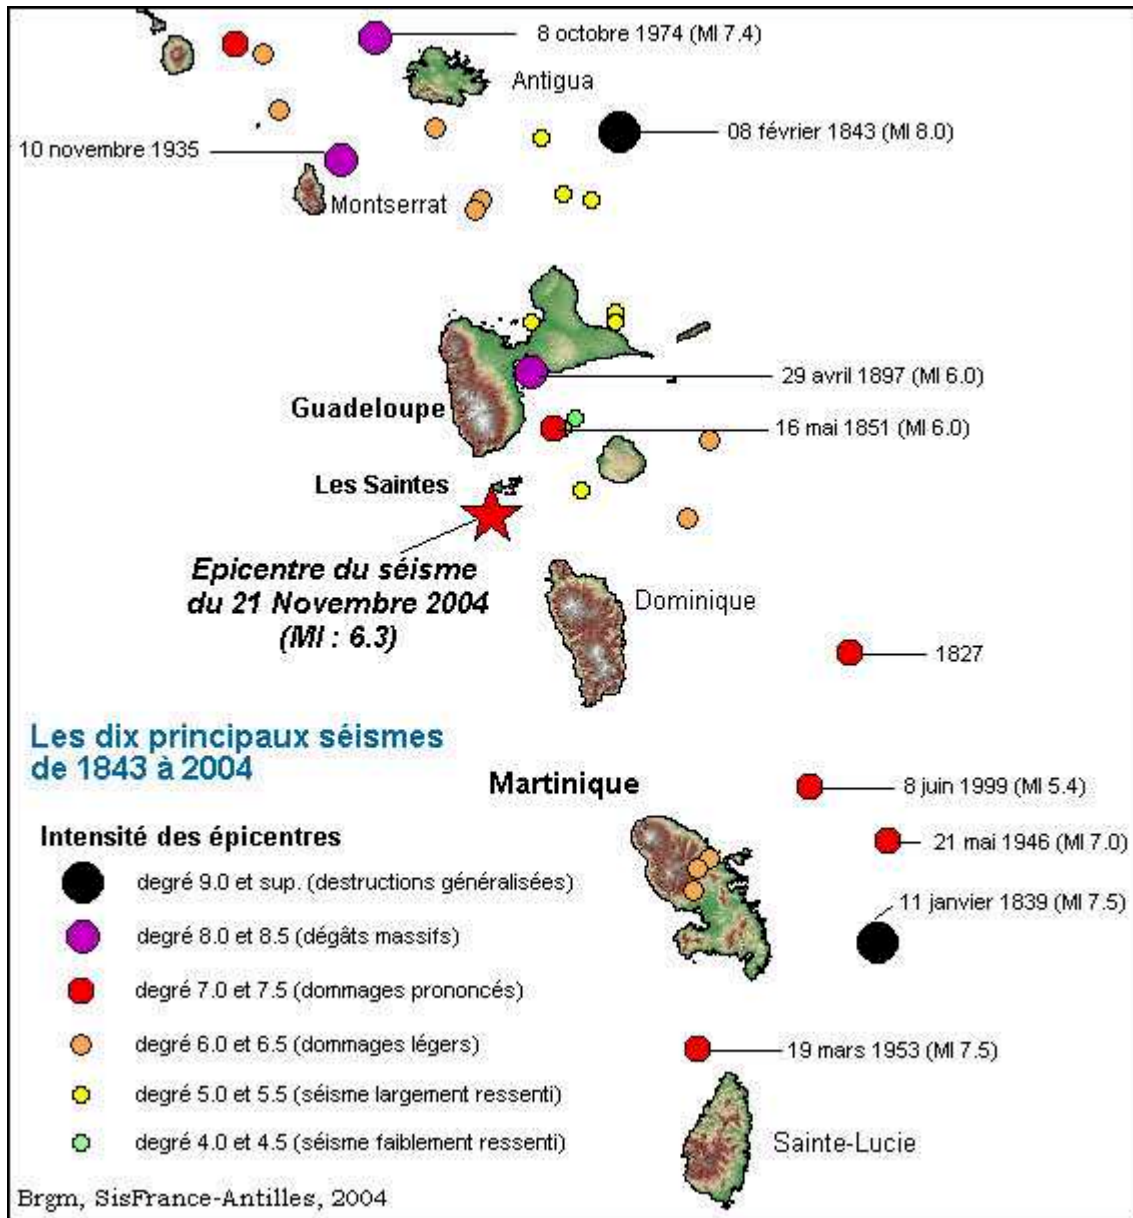 8 octobre 1974 (Ml 7.4)
Antigua
08 février 1843 (Ml 8.0)
10 novembre 1935
Montserrat
29 avril 1897 (Ml 6.0)
Guadeloupe
16 mai 1851 (Ml 6.0)
Les Saintes
Epicentre du séisme
du 21 Novembre 2004
(Ml : 6.3)
Dominique
1827
Les dix principaux séismes
de 1843 à 2004
Martinique
8 juin 1999 (Ml 5.4)
21 mai 1946 (Ml 7.0)
11 janvier 1839 (Ml 7.5)
Intensité des épicentres
degré 9.0 et sup. (destructions généralisées)
degré 8.0 et 8.5 (dégâts massifs)
degré 7.0 et 7.5 (dommages prononcés)
degré 6.0 et 6.5 (dommages légers)
degré 5.0 et 5.5 (séisme largement ressenti)
degré 4.0 et 4.5 (séisme faiblement ressenti)
19 mars 1953 (Ml 7.5)
Sainte-Lucie
Brgm, SisFrance-Antilles, 2004